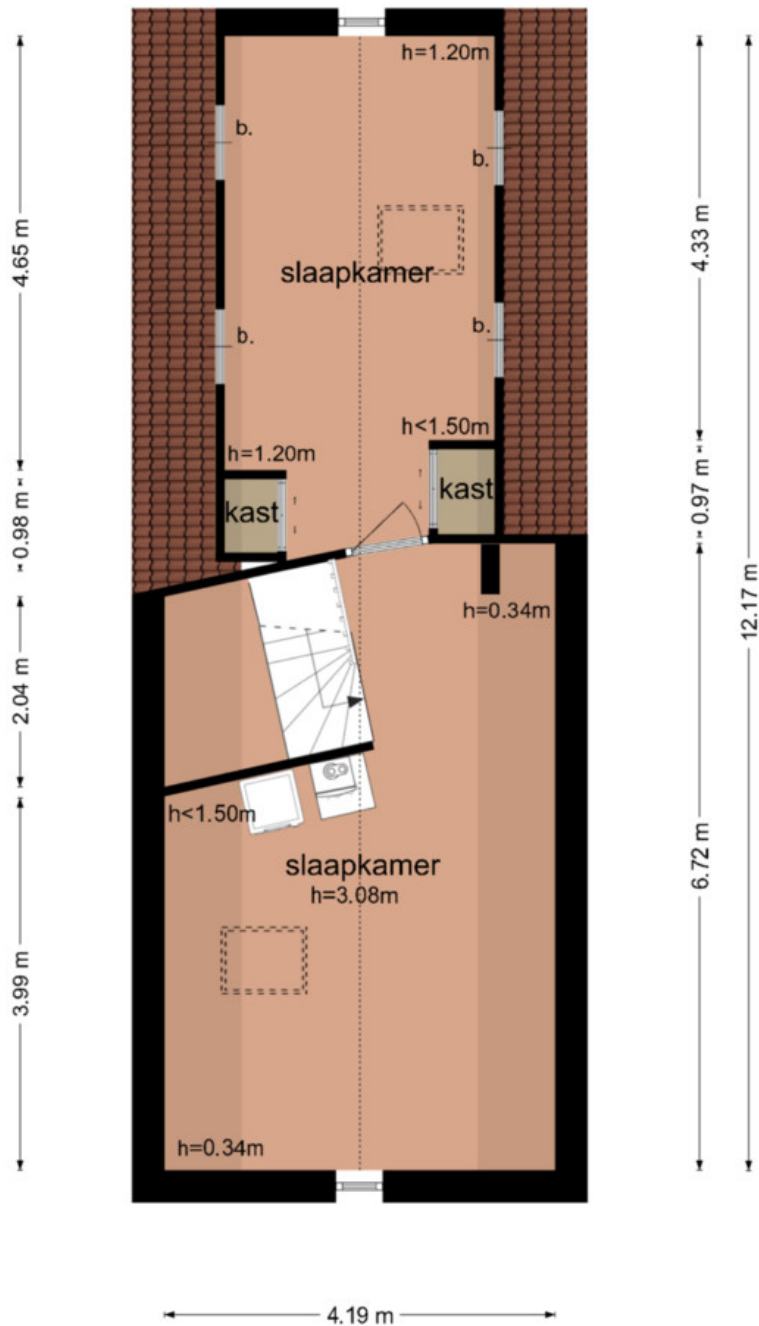 h=1.20m
b.
b.
4.65 m
4.33 m
12.17 m
slaapkamer
b.
b.
h<1.50m
h=1.20m
kast
kast
0.98 m
0.97 m
h=0.34m
2.04 m
h<1.50m
slaapkamer
h=3.08m
6.72 m
3.99 m
h=0.34m
4.19 m